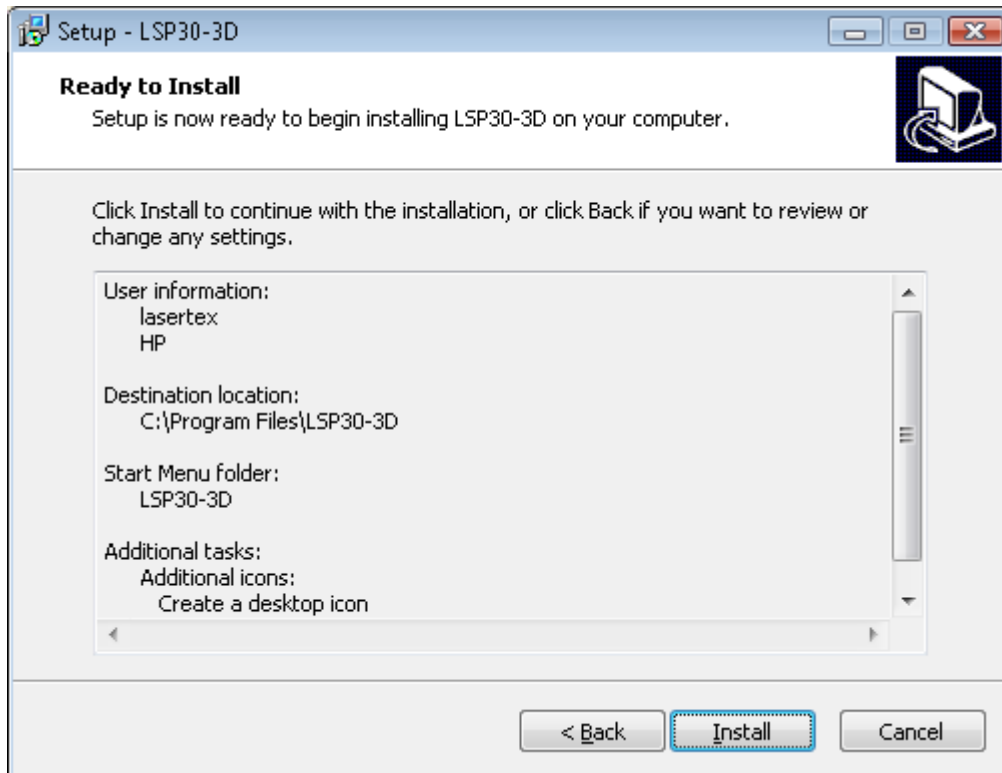 Setup - LSP30-3D
Ready to Install
Setup is now ready to begin installing LSP30-3D on your computer.
Click Install to continue with the installation, or click Back if you want to review or
change any settings.
User information:
lasertex
HP
Destination location:
C:\Program Files\LSP30-3D
Start Menu folder:
LSP30-3D
Additional tasks:
Additional icons:
Create a desktop icon
< Back
Install
Cancel